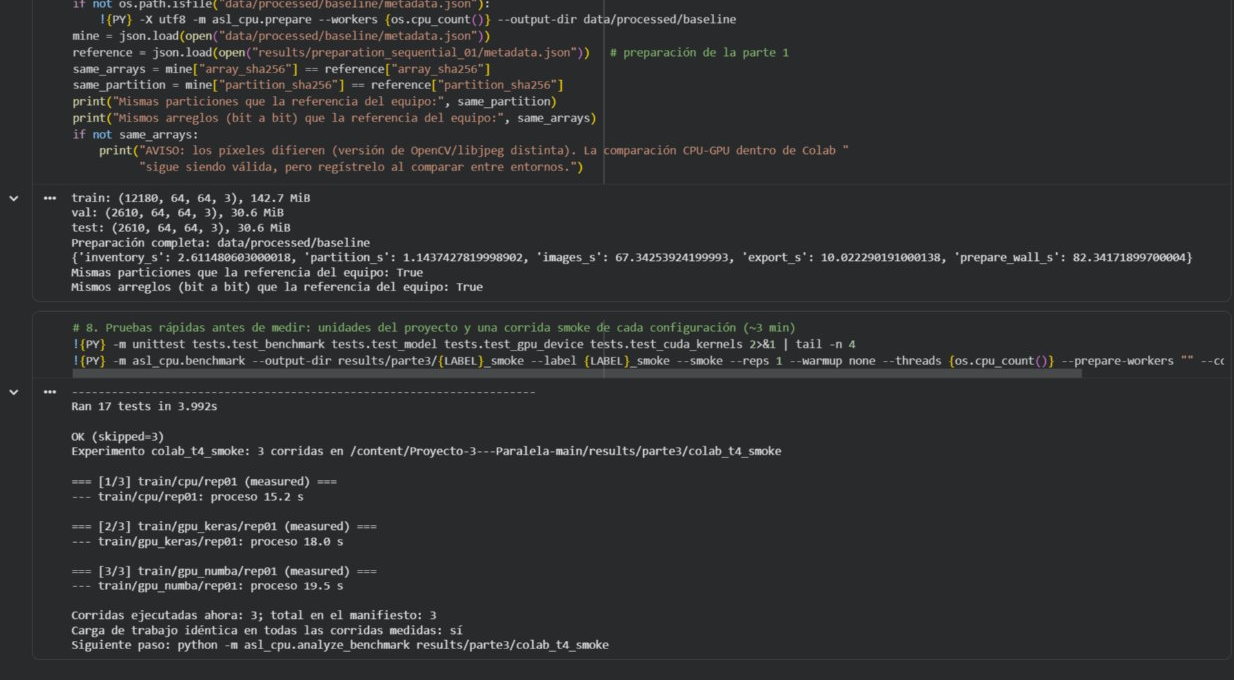 if not os.path.isfile("data/processed/baseline/metadata.json"):
!{PY} -X utf8 -m asl_cpu.prepare --workers {os.cpu_count()} --output-dir data/processed/baseline
mine = json.load(open("data/processed/baseline/metadata.json"))
reference = json.load(open("results/preparation_sequential_01/metadata.json"))   # preparación de la parte 1
same_arrays = mine["array_sha256"] == reference["array_sha256"]
same_partition = mine["partition_sha256"] == reference["partition_sha256"]
print("Mismas particiones que la referencia del equipo:", same_partition)
print("Mismos arreglos (bit a bit) que la referencia del equipo:", same_arrays)
if not same_arrays:
print("AVISO: los píxeles difieren (versión de OpenCV/libjpeg distinta). La comparación CPU-GPU dentro de Colab "
"sigue siendo válida, pero regístrelo al comparar entre entornos.")
train: (12180, 64, 64, 3), 142.7 MiB
val: (2610, 64, 64, 3), 30.6 MiB
test: (2610, 64, 64, 3), 30.6 MiB
Preparación completa: data/processed/baseline
{'inventory_s': 2.611480603000018, 'partition_s': 1.1437427819998902, 'images_s': 67.34253924199993, 'export_s': 10.022290191000138, 'prepare_wall_s': 82.34171899700004}
Mismas particiones que la referencia del equipo: True
Mismos arreglos (bit a bit) que la referencia del equipo: True
# 8. Pruebas rápidas antes de medir: unidades del proyecto y una corrida smoke de cada configuración (~3 min)
!{PY} -m unittest tests.test_benchmark tests.test_model tests.test_gpu_device tests.test_cuda_kernels 2>&1 | tail -n 4
!{PY} -m asl_cpu.benchmark --output-dir results/parte3/{LABEL}_smoke --label {LABEL}_smoke --smoke --reps 1 --warmup none --threads {os.cpu_count()} --prepare-workers "" --cc
----------------------------------------------------------------------
Ran 17 tests in 3.992s
OK (skipped=3)
Experimento colab_t4_smoke: 3 corridas en /content/Proyecto-3---Paralela-main/results/parte3/colab_t4_smoke
=== [1/3] train/cpu/rep01 (measured) ===
--- train/cpu/rep01: proceso 15.2 s
=== [2/3] train/gpu_keras/rep01 (measured) ===
--- train/gpu_keras/rep01: proceso 18.0 s
=== [3/3] train/gpu_numba/rep01 (measured) ===
--- train/gpu_numba/rep01: proceso 19.5 s
Corridas ejecutadas ahora: 3; total en el manifiesto: 3
Carga de trabajo idéntica en todas las corridas medidas: sí
Siguiente paso: python -m asl_cpu.analyze_benchmark results/parte3/colab_t4_smoke